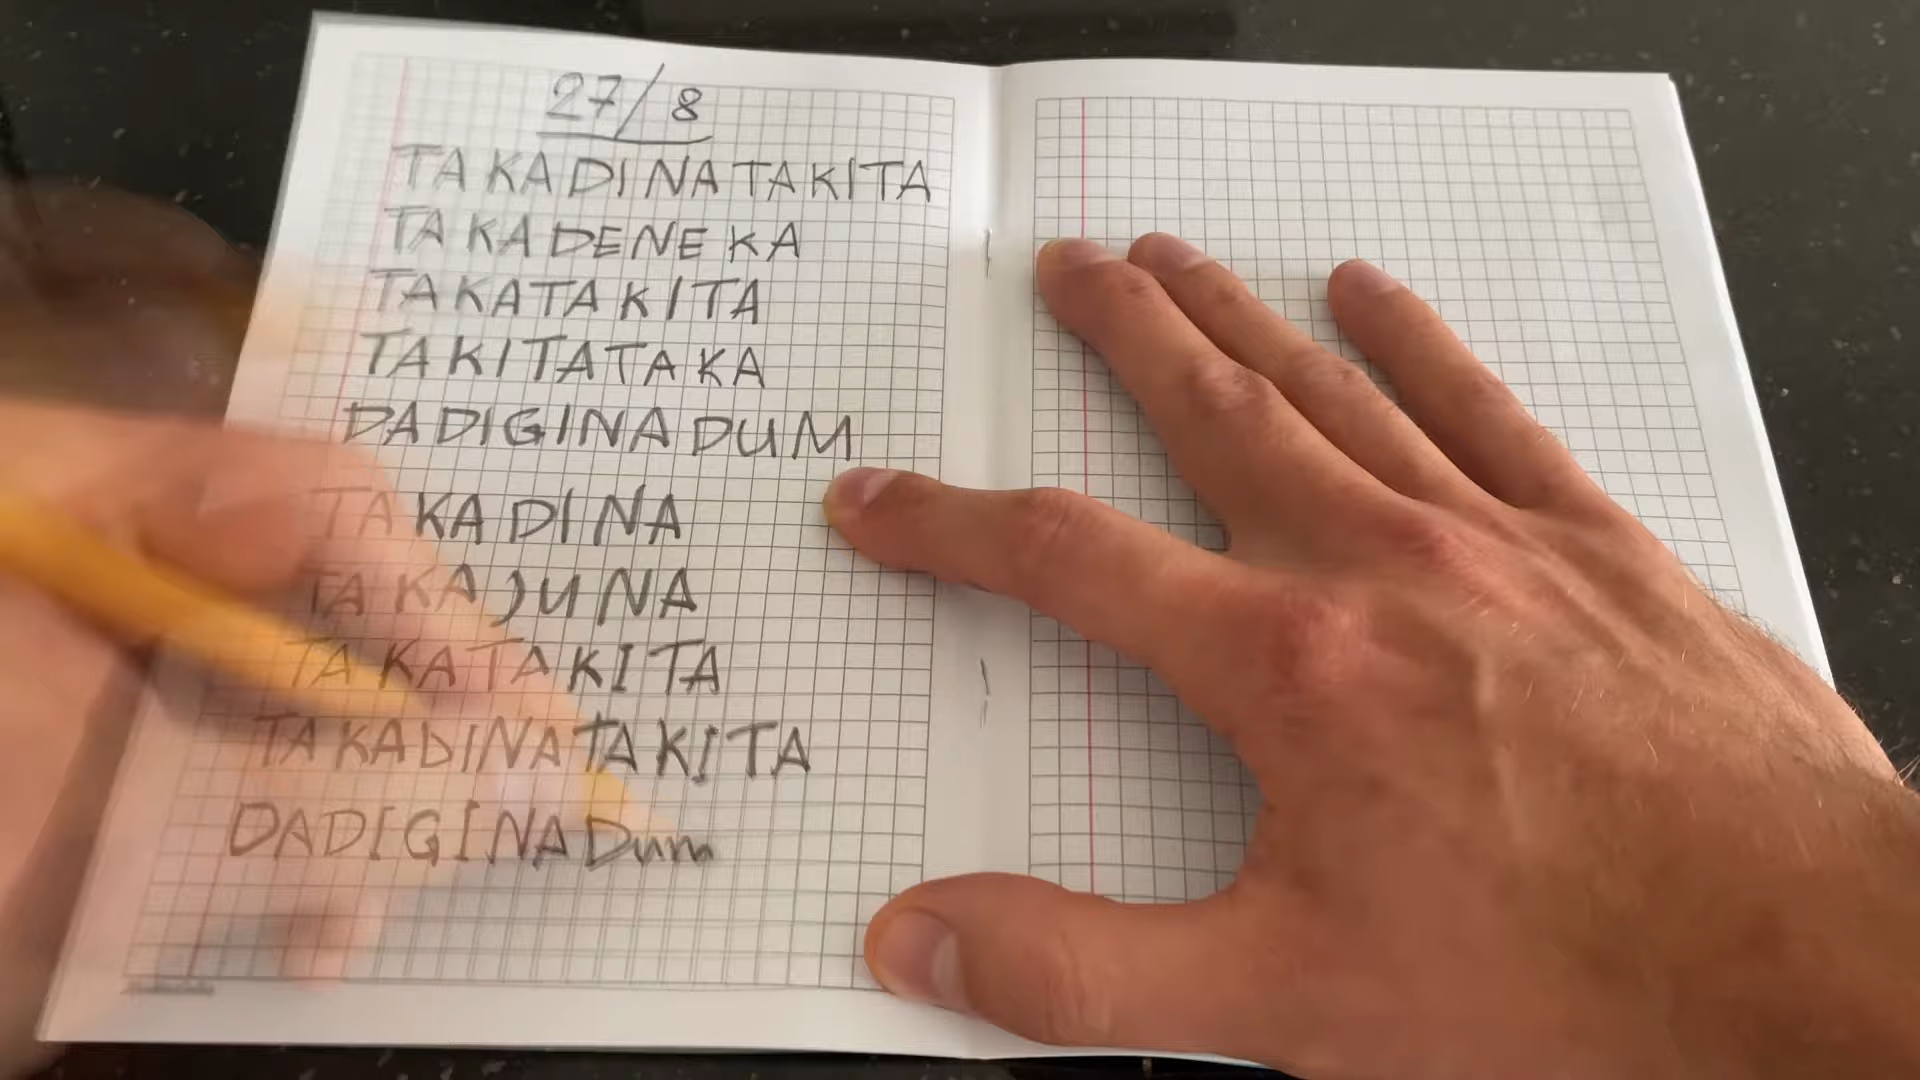 27/8
TAKADINATAKITA
TAKADENEKA
TAKATAKITA
TAKITATAKA
DADIGINADUM
TAKADINA
TAKAJUNA
TAKATAKITA
TAKADINATAKITA
DADIGINADum